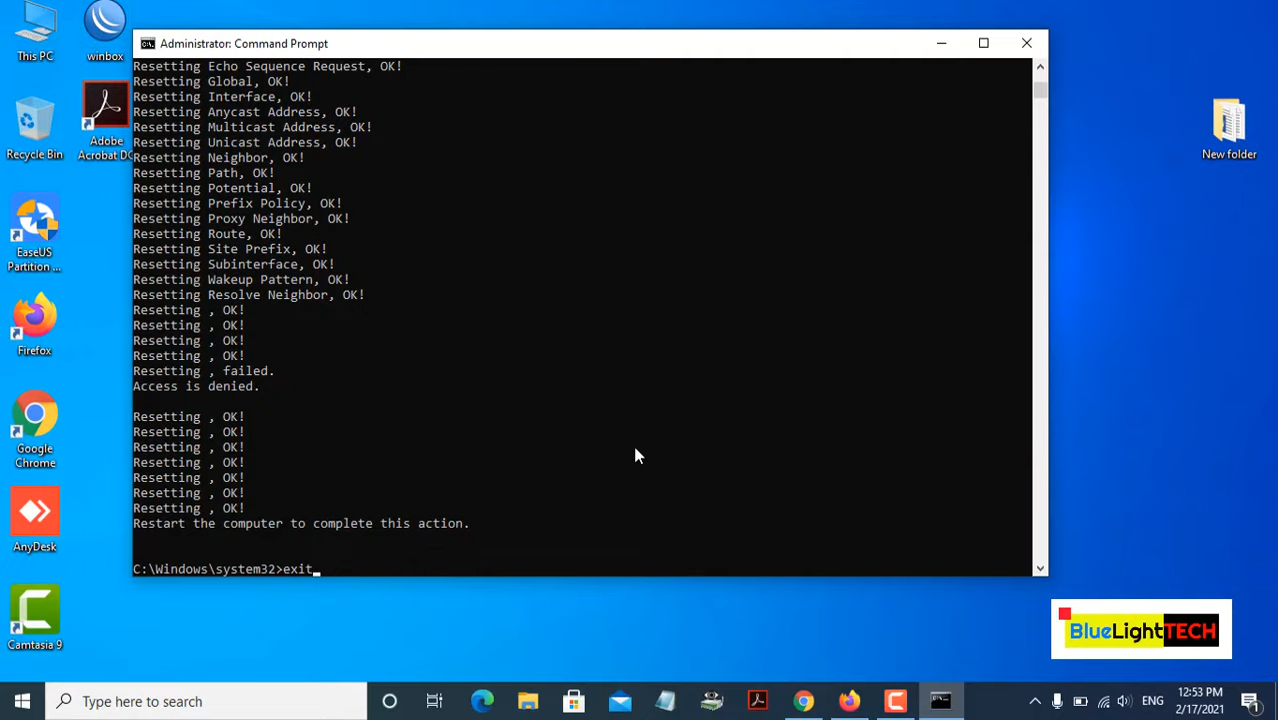 This PC
winbox
Recycle Bin
Adobe
Acrobat DC
EaseUS
Partition ...
Firefox
Google
Chrome
AnyDesk
Camtasia 9
New folder
Administrator: Command Prompt
Resetting Echo Sequence Request, OK!
Resetting Global, OK!
Resetting Interface, OK!
Resetting Anycast Address, OK!
Resetting Multicast Address, OK!
Resetting Unicast Address, OK!
Resetting Neighbor, OK!
Resetting Path, OK!
Resetting Potential, OK!
Resetting Prefix Policy, OK!
Resetting Proxy Neighbor, OK!
Resetting Route, OK!
Resetting Site Prefix, OK!
Resetting Subinterface, OK!
Resetting Wakeup Pattern, OK!
Resetting Resolve Neighbor, OK!
Resetting , OK!
Resetting , OK!
Resetting , OK!
Resetting , OK!
Resetting , failed.
Access is denied.
Resetting , OK!
Resetting , OK!
Resetting , OK!
Resetting , OK!
Resetting , OK!
Resetting , OK!
Resetting , OK!
Restart the computer to complete this action.
C:\Windows\system32>exit
BlueLightTECH
Type here to search
ENG
12:53 PM
2/17/2021
1